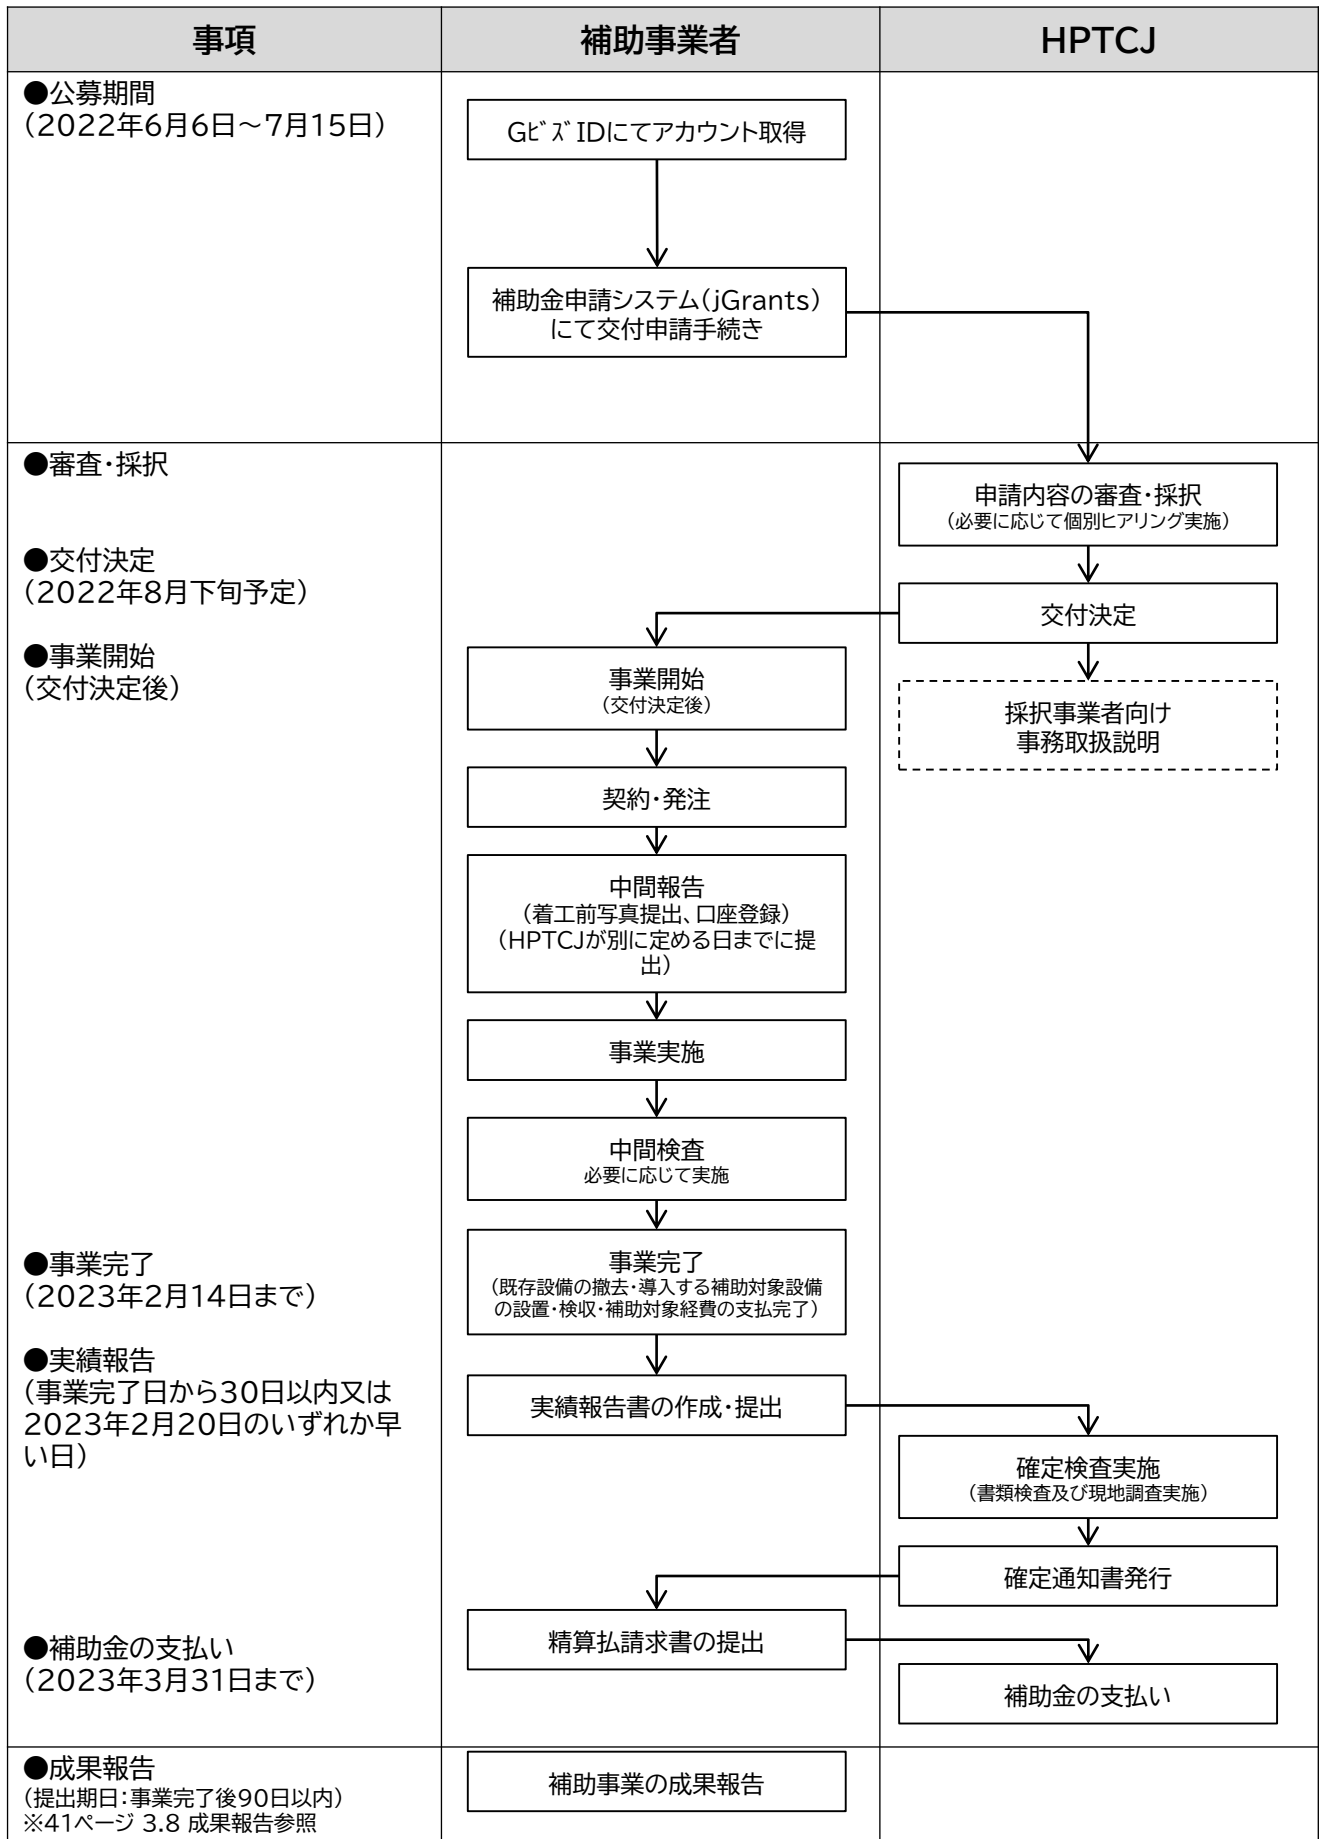 事項
補助事業者
HPTCJ
●公募期間
（2022年6月6日～7月15日）
GﾋﾞｽﾞIDにてアカウント取得
補助金申請システム（jGrants）
にて交付申請手続き
●審査・採択
申請内容の審査・採択
（必要に応じて個別ヒアリング実施）
●交付決定
（2022年8月下旬予定）
交付決定
●事業開始
（交付決定後）
事業開始
（交付決定後）
採択事業者向け
事務取扱説明
契約・発注
中間報告
（着工前写真提出、口座登録）
（HPTCJが別に定める日までに提
出）
事業実施
中間検査
必要に応じて実施
●事業完了
（2023年2月14日まで）
事業完了
（既存設備の撤去・導入する補助対象設備
の設置・検収・補助対象経費の支払完了）
●実績報告
（事業完了日から30日以内又は
2023年2月20日のいずれか早
い日）
実績報告書の作成・提出
確定検査実施
（書類検査及び現地調査実施）
確定通知書発行
精算払請求書の提出
●補助金の支払い
（2023年3月31日まで）
補助金の支払い
●成果報告
（提出期日：事業完了後90日以内）
※41ページ 3.8 成果報告参照
補助事業の成果報告